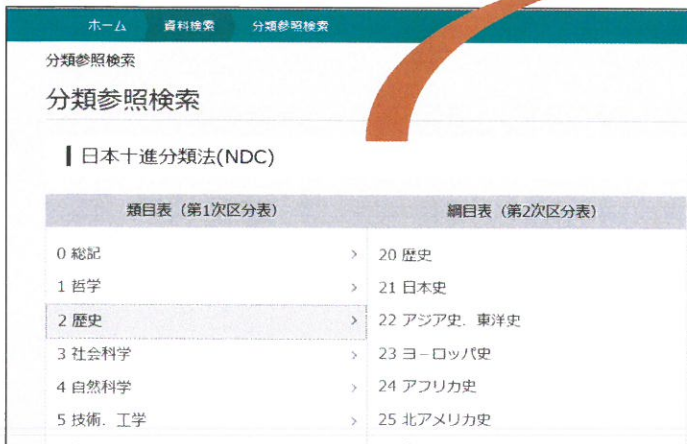 ホーム 資料検索 分類参照検索
分類参照検索
分類参照検索
日本十進分類法(NDC)
類目表（第1次区分表） 綱目表（第2次区分表）
0 総記 > 20 歴史
1 哲学 > 21 日本史
2 歴史 > 22 アジア史．東洋史
3 社会科学 > 23 ヨーロッパ史
4 自然科学 > 24 アフリカ史
5 技術．工学 > 25 北アメリカ史